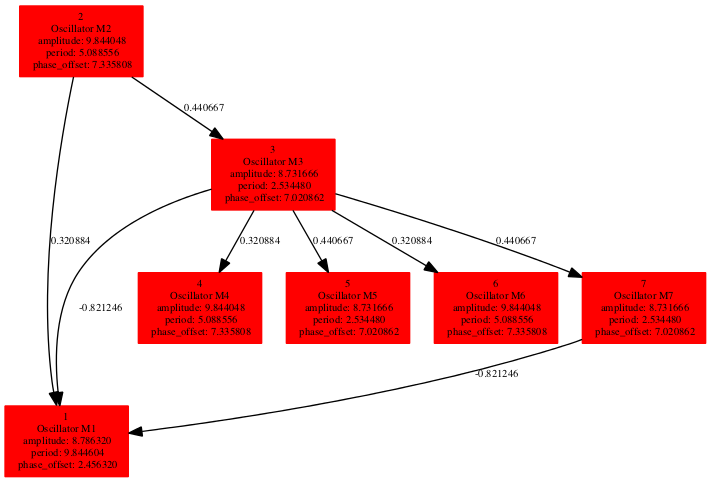 2
Oscillator M2
amplitude: 9.844048
period: 5.088556
phase_offset: 7.335808
0.440667
3
Oscillator M3
amplitude: 8.731666
period: 2.534480
phase_offset: 7.020862
0.320884
0.320884
0.440667
0.320884
0.440667
4
Oscillator M4
amplitude: 9.844048
period: 5.088556
phase_offset: 7.335808
5
Oscillator M5
amplitude: 8.731666
period: 2.534480
phase_offset: 7.020862
6
Oscillator M6
amplitude: 9.844048
period: 5.088556
phase_offset: 7.335808
7
Oscillator M7
amplitude: 8.731666
period: 2.534480
phase_offset: 7.020862
-0.821246
-0.821246
1
Oscillator M1
amplitude: 8.786320
period: 9.844604
phase_offset: 2.456320